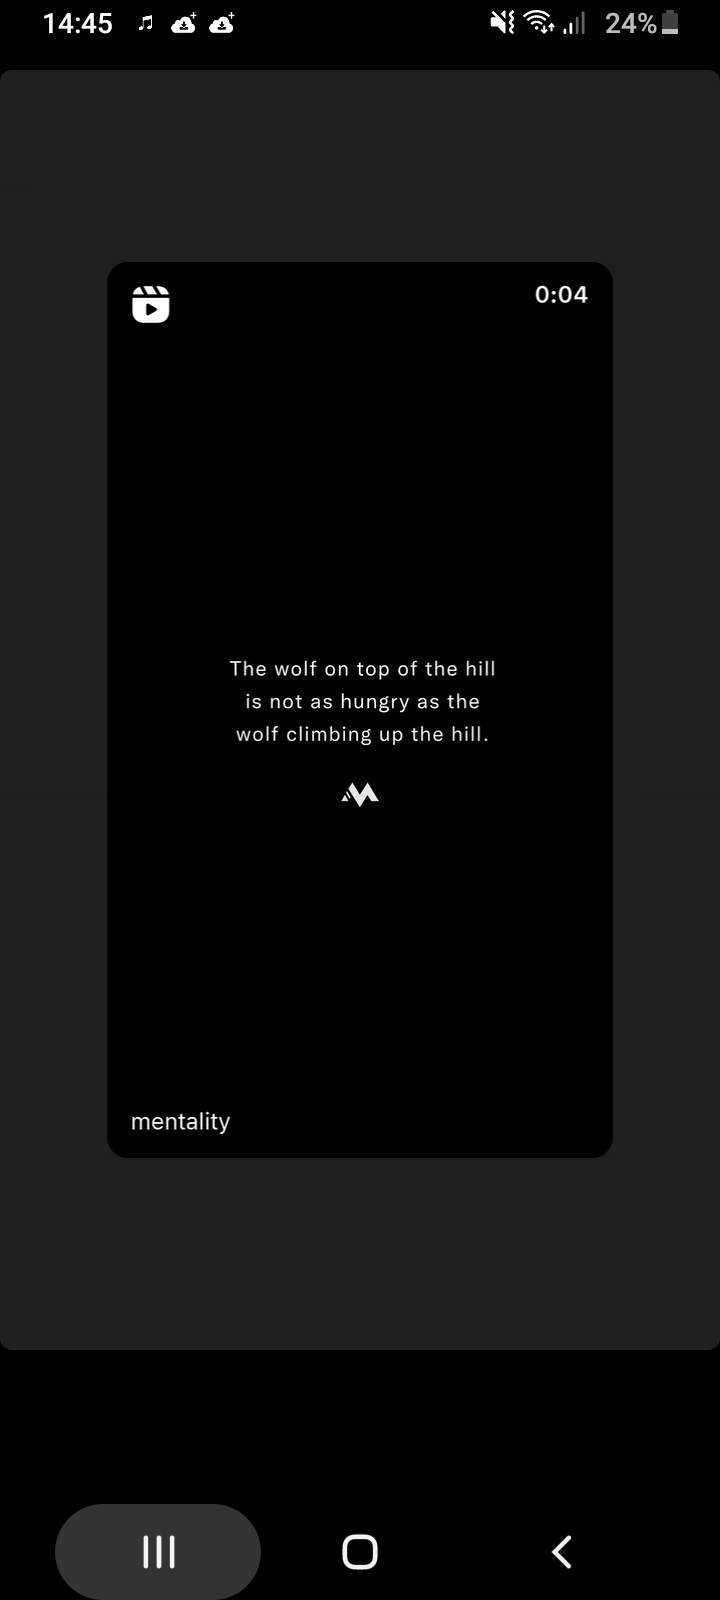 14:45
24%
0:04
The wolf on top of the hill
is not as hungry as the
wolf climbing up the hill.
mentality